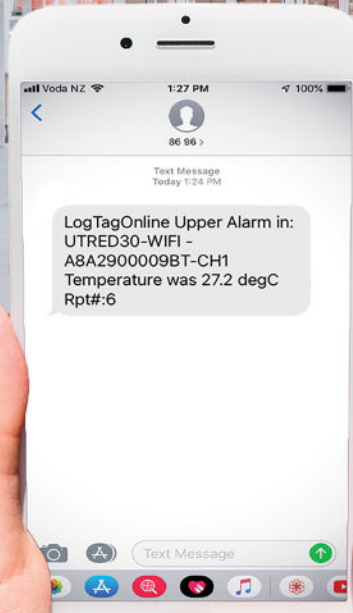 Voda NZ 1:27 PM 100%
86 96 >
Text Message
Today 1:24 PM
LogTagOnline Upper Alarm in:
UTRED30-WIFI -
A8A2900009BT-CH1
Temperature was 27.2 degC
Rpt#:6
Text Message